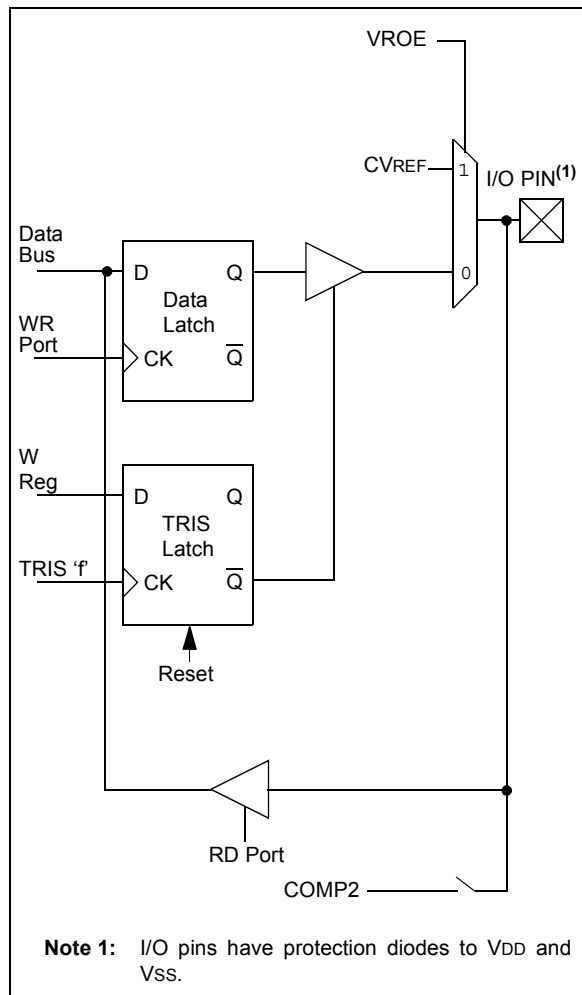 VROE
CVREF
1
I/O PIN(1)
0
Data
Bus
D
Q
Data
Latch
WR
Port
CK
Q
W
Reg
D
Q
TRIS
Latch
TRIS ‘f’
CK
Q
Reset
RD Port
COMP2
Note 1: I/O pins have protection diodes to VDD and
VSS.